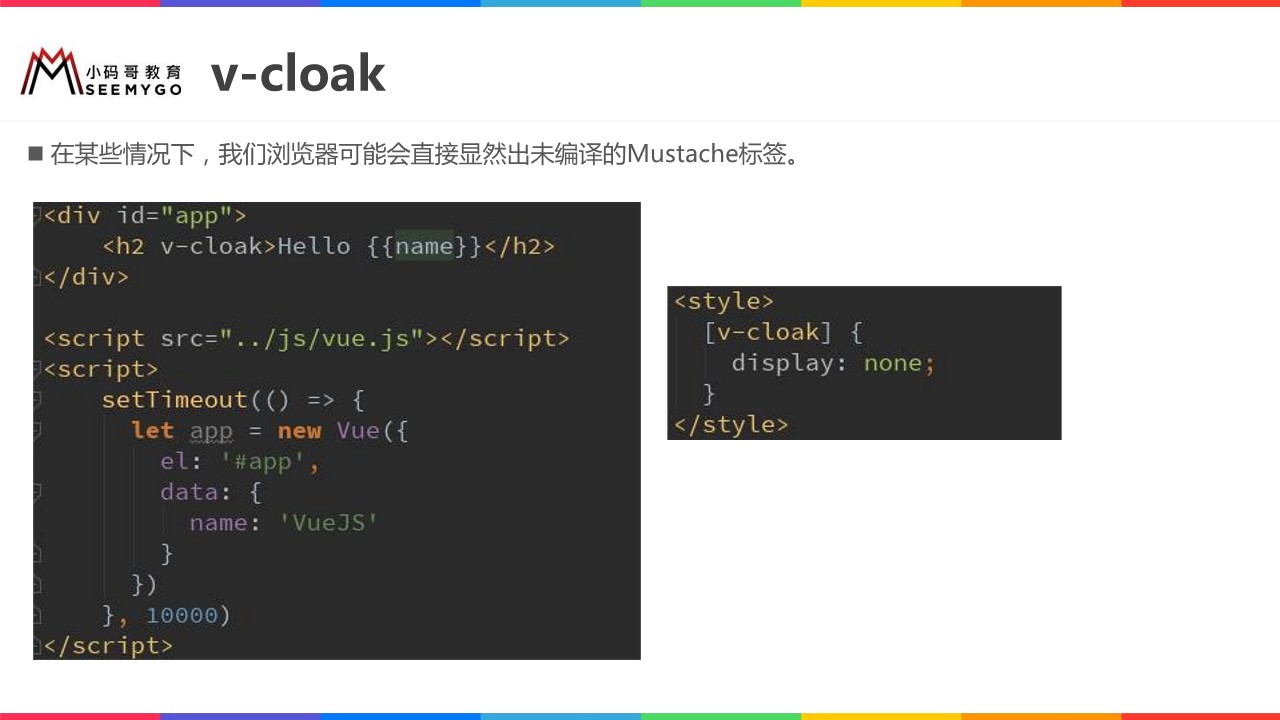 小码哥教育
SEEMYGO
v-cloak
在某些情况下，我们浏览器可能会直接显然出未编译的Mustache标签。
<div id="app">
    <h2 v-cloak>Hello {{name}}</h2>
</div>
<script src="../js/vue.js"></script>
<script>
    setTimeout(() => {
      let app = new Vue({
        el: '#app',
        data: {
          name: 'VueJS'
        }
      })
    }, 10000)
</script>
<style>
  [v-cloak] {
    display: none;
  }
</style>